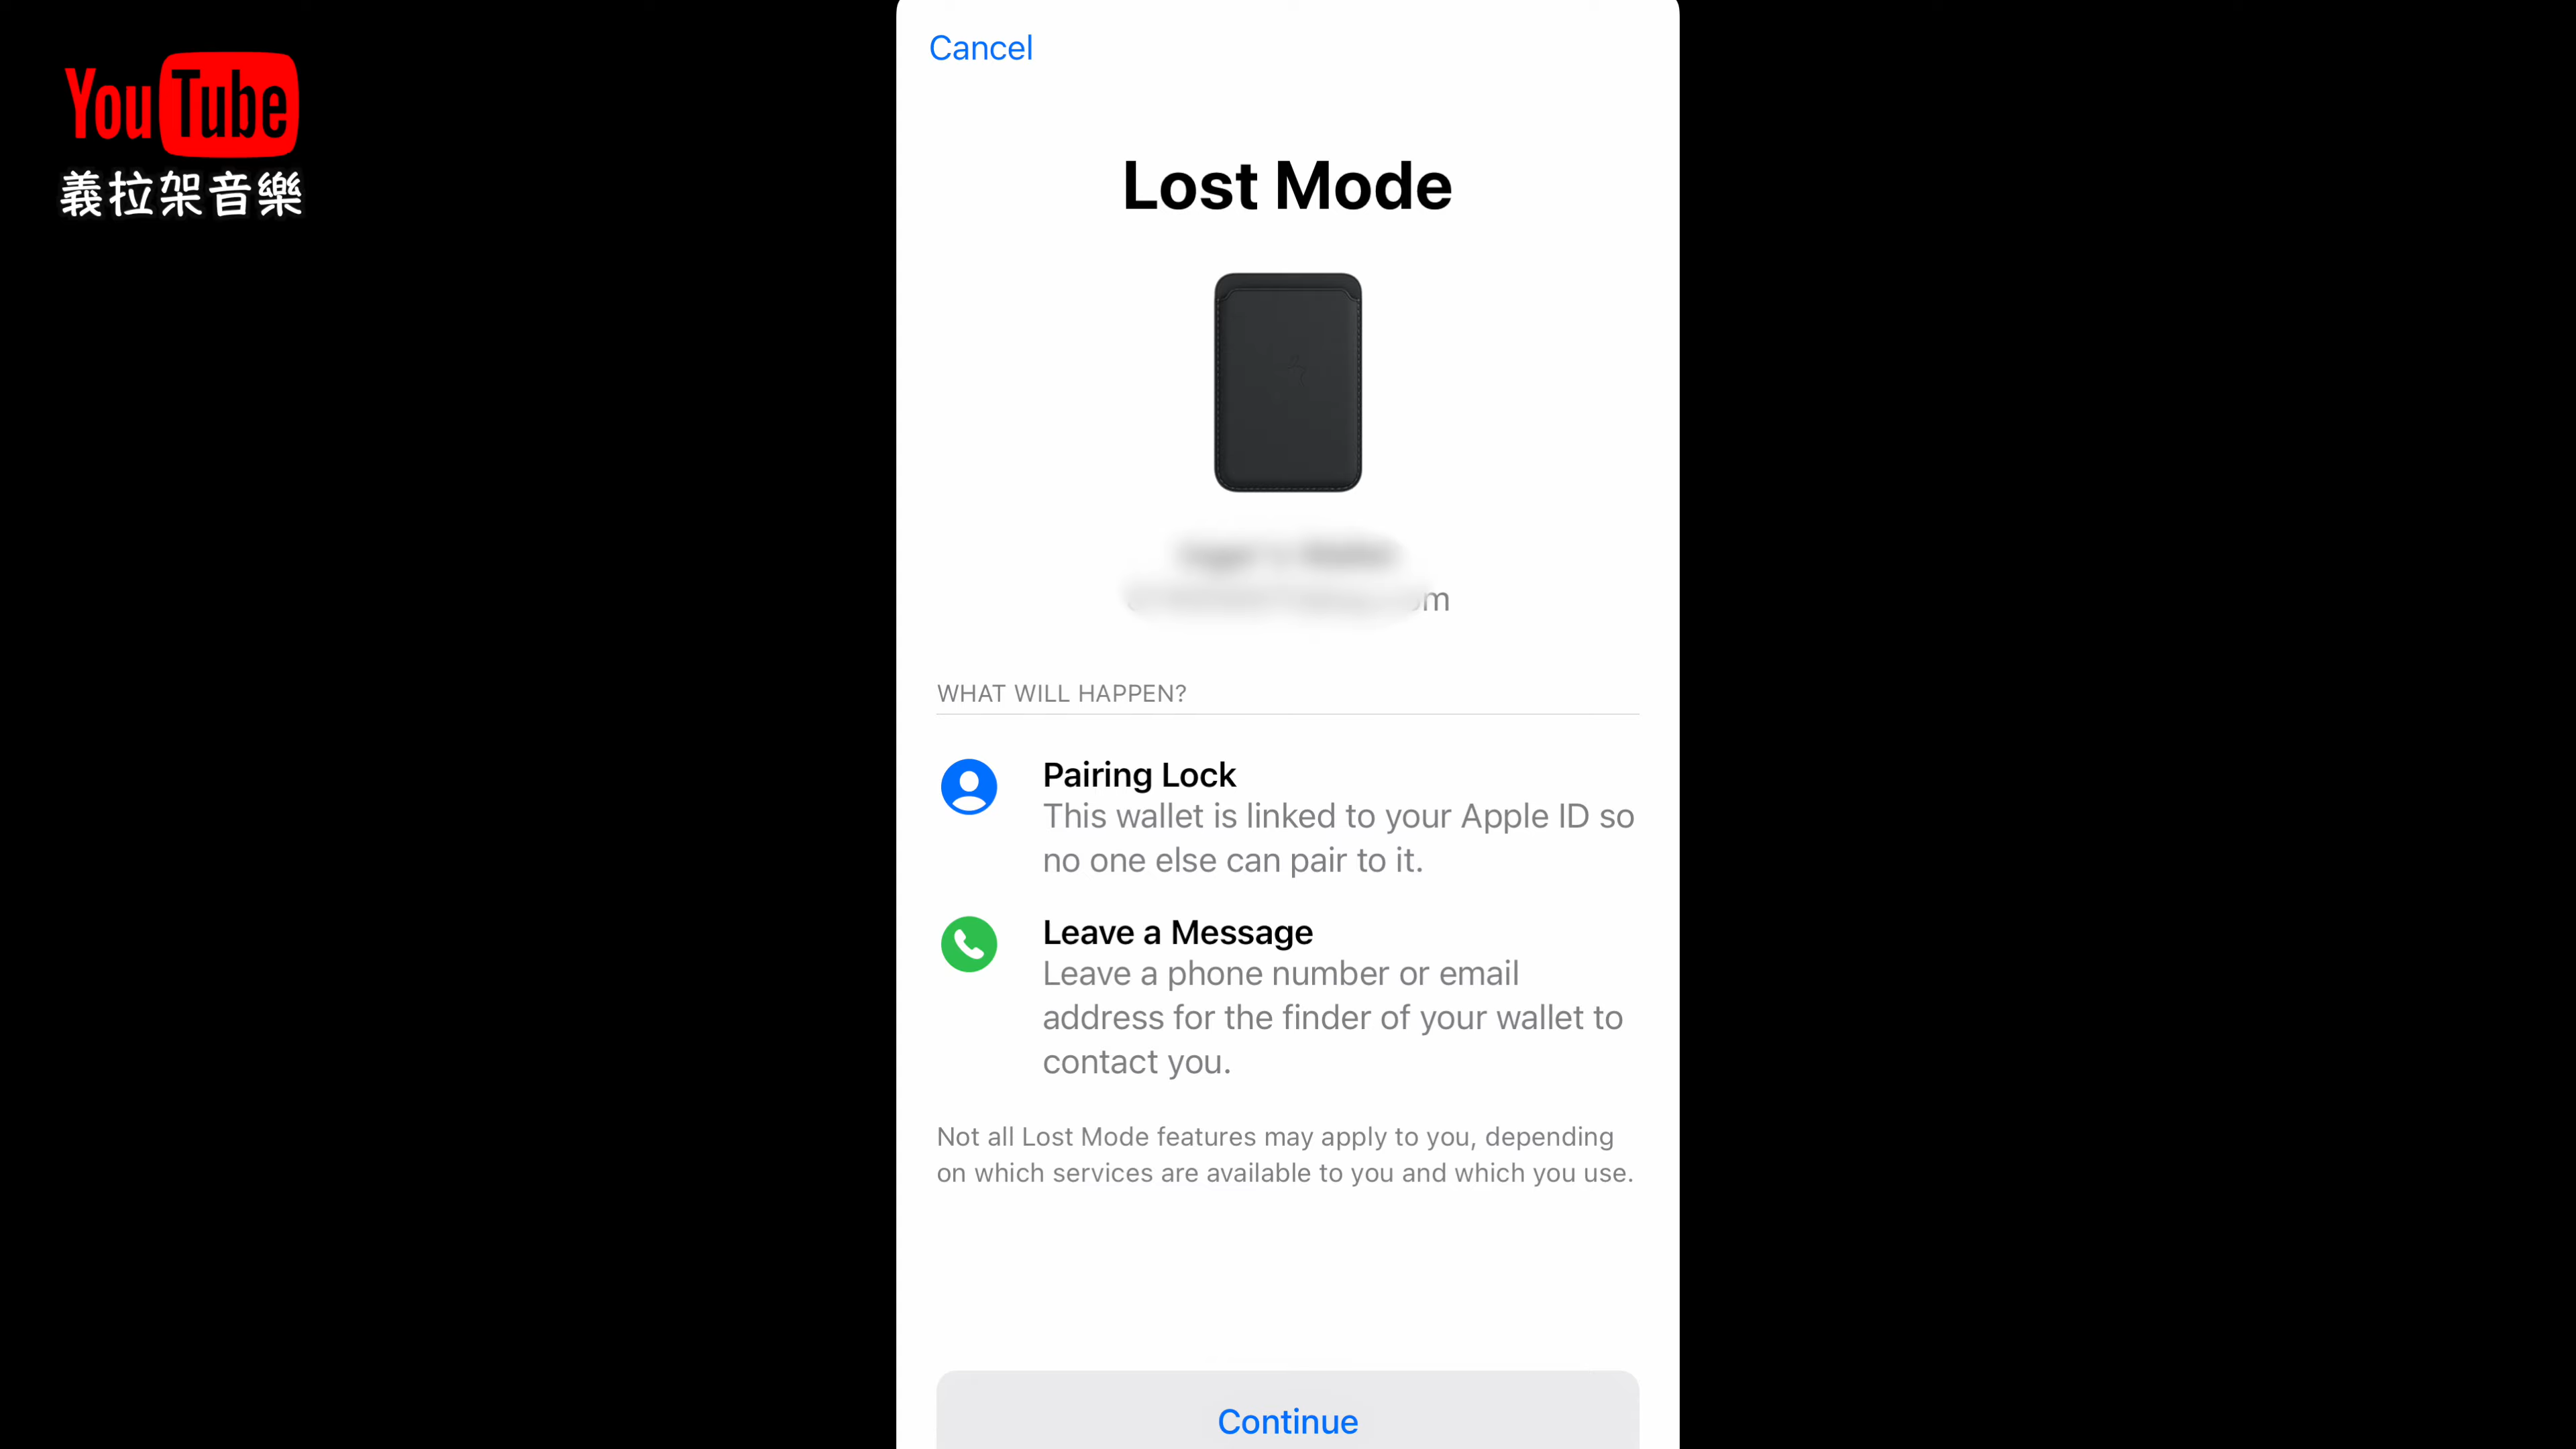 YouTube
義拉架音樂
Cancel
Lost Mode
WHAT WILL HAPPEN?
Pairing Lock
This wallet is linked to your Apple ID so
no one else can pair to it.
Leave a Message
Leave a phone number or email
address for the finder of your wallet to
contact you.
Not all Lost Mode features may apply to you, depending
on which services are available to you and which you use.
Continue